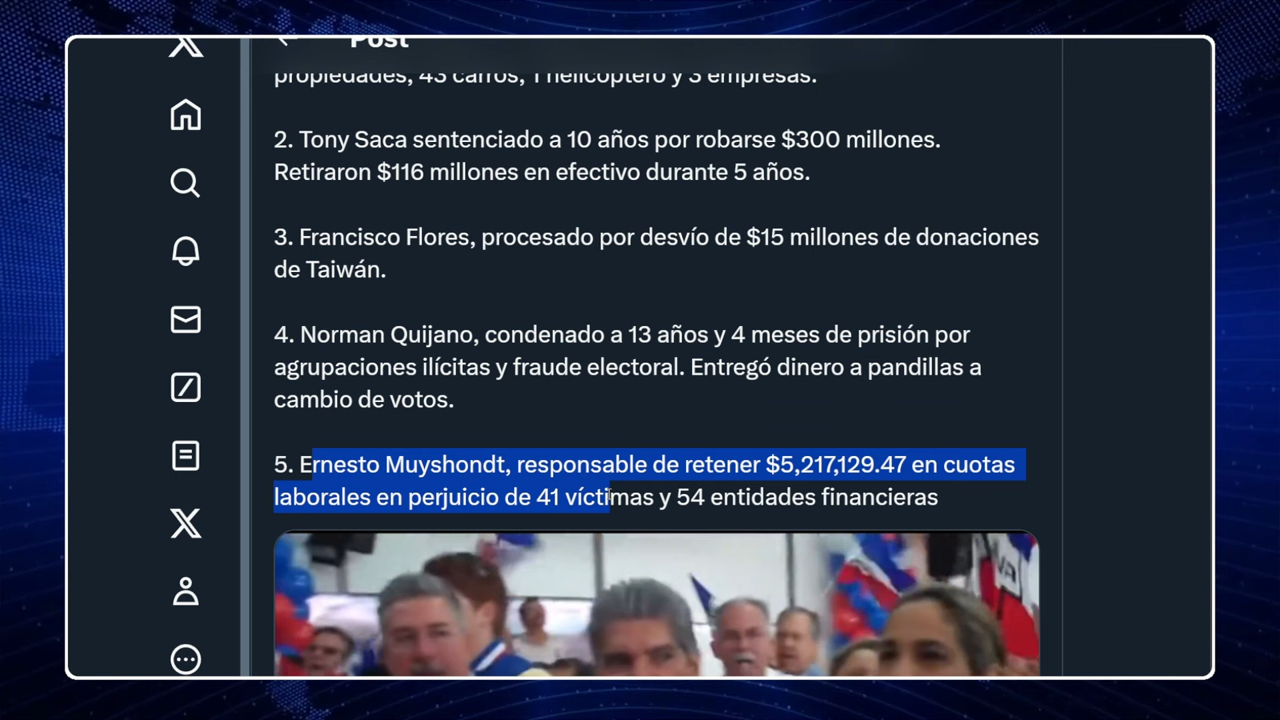 Post
propiedades, 43 carros, 1 helicóptero y 3 empresas.
2. Tony Saca sentenciado a 10 años por robarse $300 millones.
Retiraron $116 millones en efectivo durante 5 años.
3. Francisco Flores, procesado por desvío de $15 millones de donaciones
de Taiwán.
4. Norman Quijano, condenado a 13 años y 4 meses de prisión por
agrupaciones ilícitas y fraude electoral. Entregó dinero a pandillas a
cambio de votos.
5. Ernesto Muyshondt, responsable de retener $5,217,129.47 en cuotas
laborales en perjuicio de 41 víctimas y 54 entidades financieras